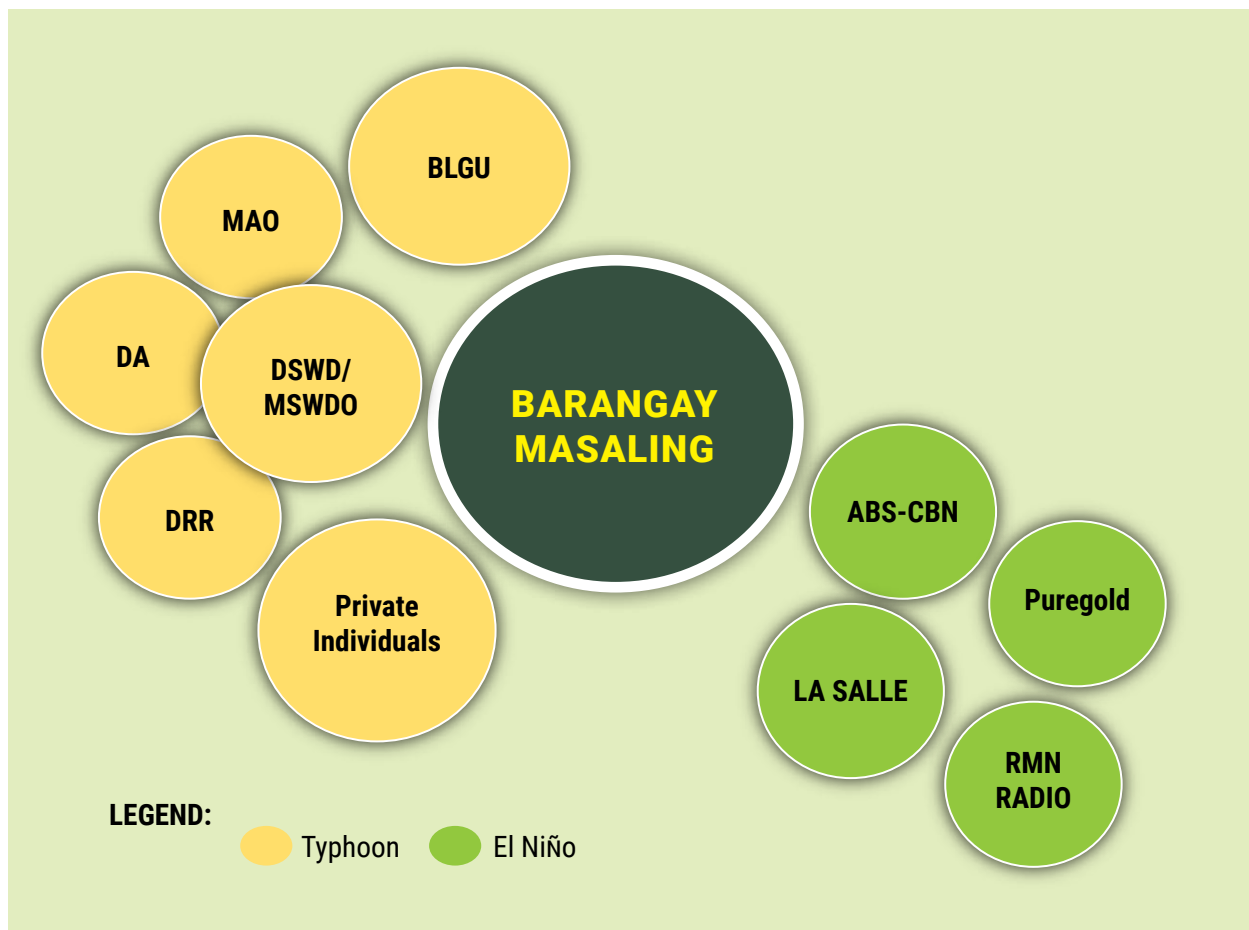 BLGU
MAO
DA
DSWD/
MSWDO
BARANGAY
MASALING
DRR
Private
Individuals
ABS-CBN
Puregold
LA SALLE
RMN
RADIO
LEGEND:
Typhoon
El Niño